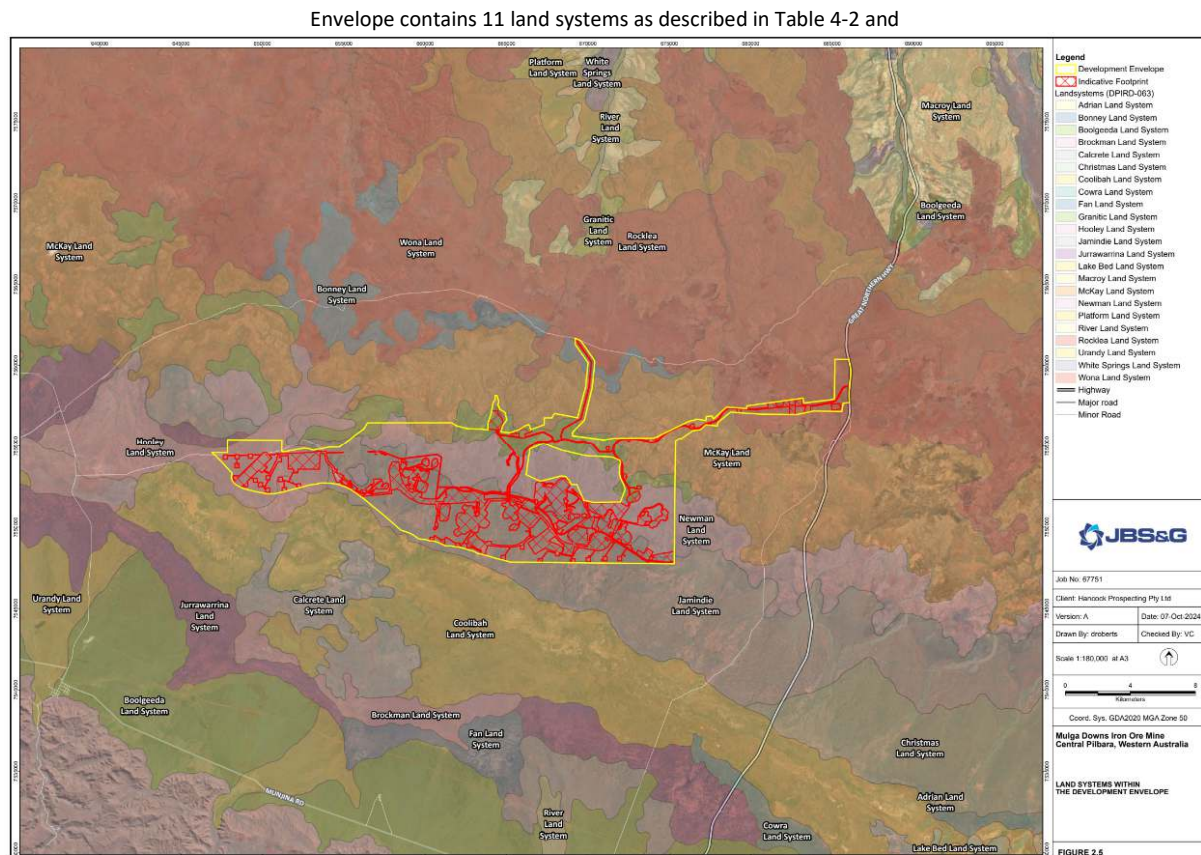 Envelope contains 11 land systems as described in Table 4-2 and
Platform
Land System
White
Springs
Land System
River
Land
System
Macroy Land
System
Boolgeeda
Land System
Granitic
Land
System
Rocklea
Land System
Wona Land
System
McKay Land
System
Bonney Land
System
GREAT NORTHERN HWY
Hooley
Land System
McKay Land
System
Newman
Land
System
Jamindie
Land System
Urandy Land
System
Jurrawarrina
Land
System
Calcrete Land
System
Coolibah
Land System
Boolgeeda
Land System
Brockman Land System
Fan Land
System
Christmas
Land System
Adrian Land
System
MUNJINA RD
River
Land
System
Cowra
Land System
Lake Bed Land System
Legend
Development Envelope
Indicative Footprint
Landsystems (DPIRD-063)
Adrian Land System
Bonney Land System
Boolgeeda Land System
Brockman Land System
Calcrete Land System
Christmas Land System
Coolibah Land System
Cowra Land System
Fan Land System
Granitic Land System
Hooley Land System
Jamindie Land System
Jurrawarrina Land System
Lake Bed Land System
Macroy Land System
McKay Land System
Newman Land System
Platform Land System
River Land System
Rocklea Land System
Urandy Land System
White Springs Land System
Wona Land System
Highway
Major road
Minor Road
JBS&G
Job No: 67751
Client: Hancock Prospecting Pty Ltd
Version: A Date: 07-Oct-2024
Drawn By: droberts Checked By: VC
Scale 1:180,000 at A3
0 4 8
Kilometers
Coord. Sys. GDA2020 MGA Zone 50
Mulga Downs Iron Ore Mine
Central Pilbara, Western Australia
LAND SYSTEMS WITHIN
THE DEVELOPMENT ENVELOPE
FIGURE 2.5